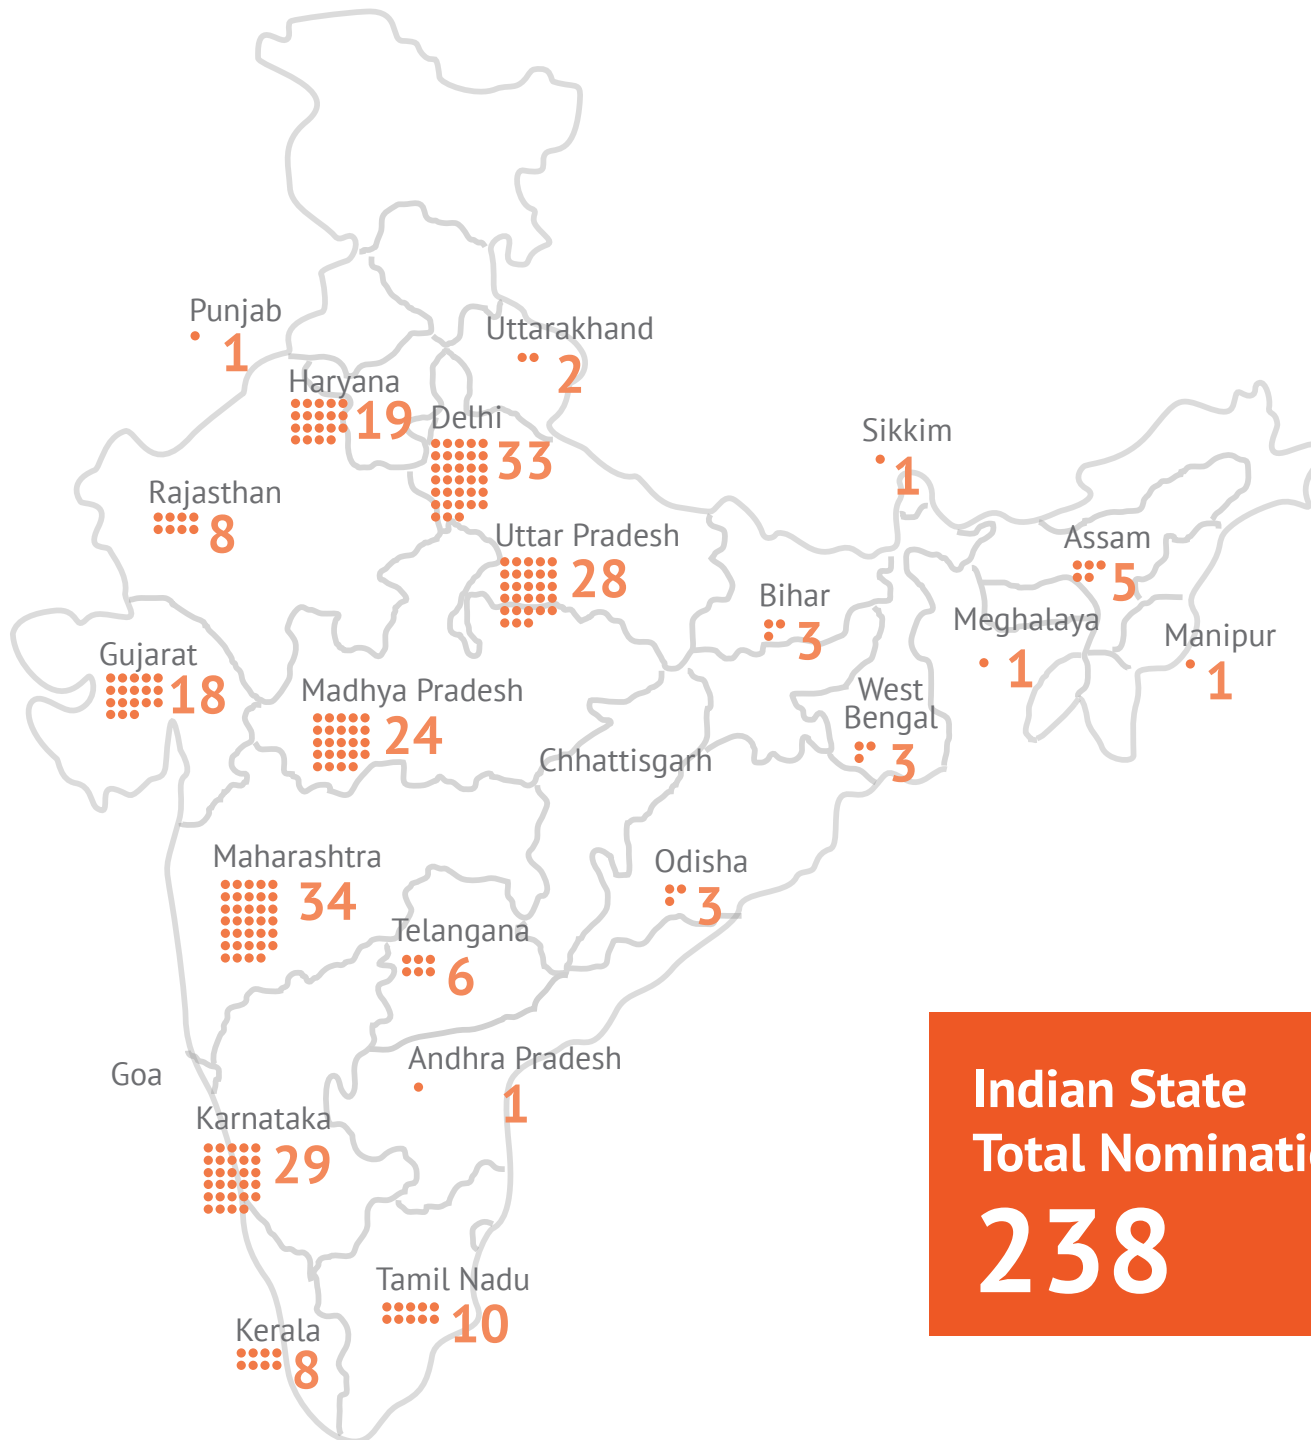 Punjab
1
Uttarakhand
2
Haryana
19
Delhi
33
Sikkim
1
Rajasthan
8
Uttar Pradesh
28
Assam
5
Bihar
3
Meghalaya
1
Manipur
1
Gujarat
18
Madhya Pradesh
24
West
Bengal
3
Chhattisgarh
Maharashtra
34
Odisha
3
Telangana
6
Goa
Andhra Pradesh
1
Karnataka
29
Tamil Nadu
10
Kerala
8
Indian State
Total Nominati
238